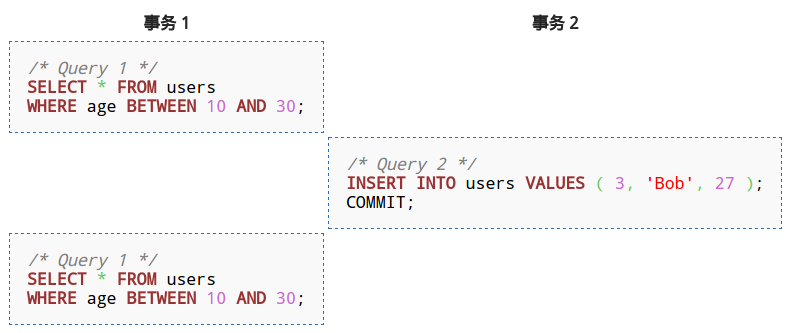 事务 1
事务 2
/* Query 1 */
SELECT * FROM users
WHERE age BETWEEN 10 AND 30;
/* Query 2 */
INSERT INTO users VALUES ( 3, 'Bob', 27 );
COMMIT;
/* Query 1 */
SELECT * FROM users
WHERE age BETWEEN 10 AND 30;